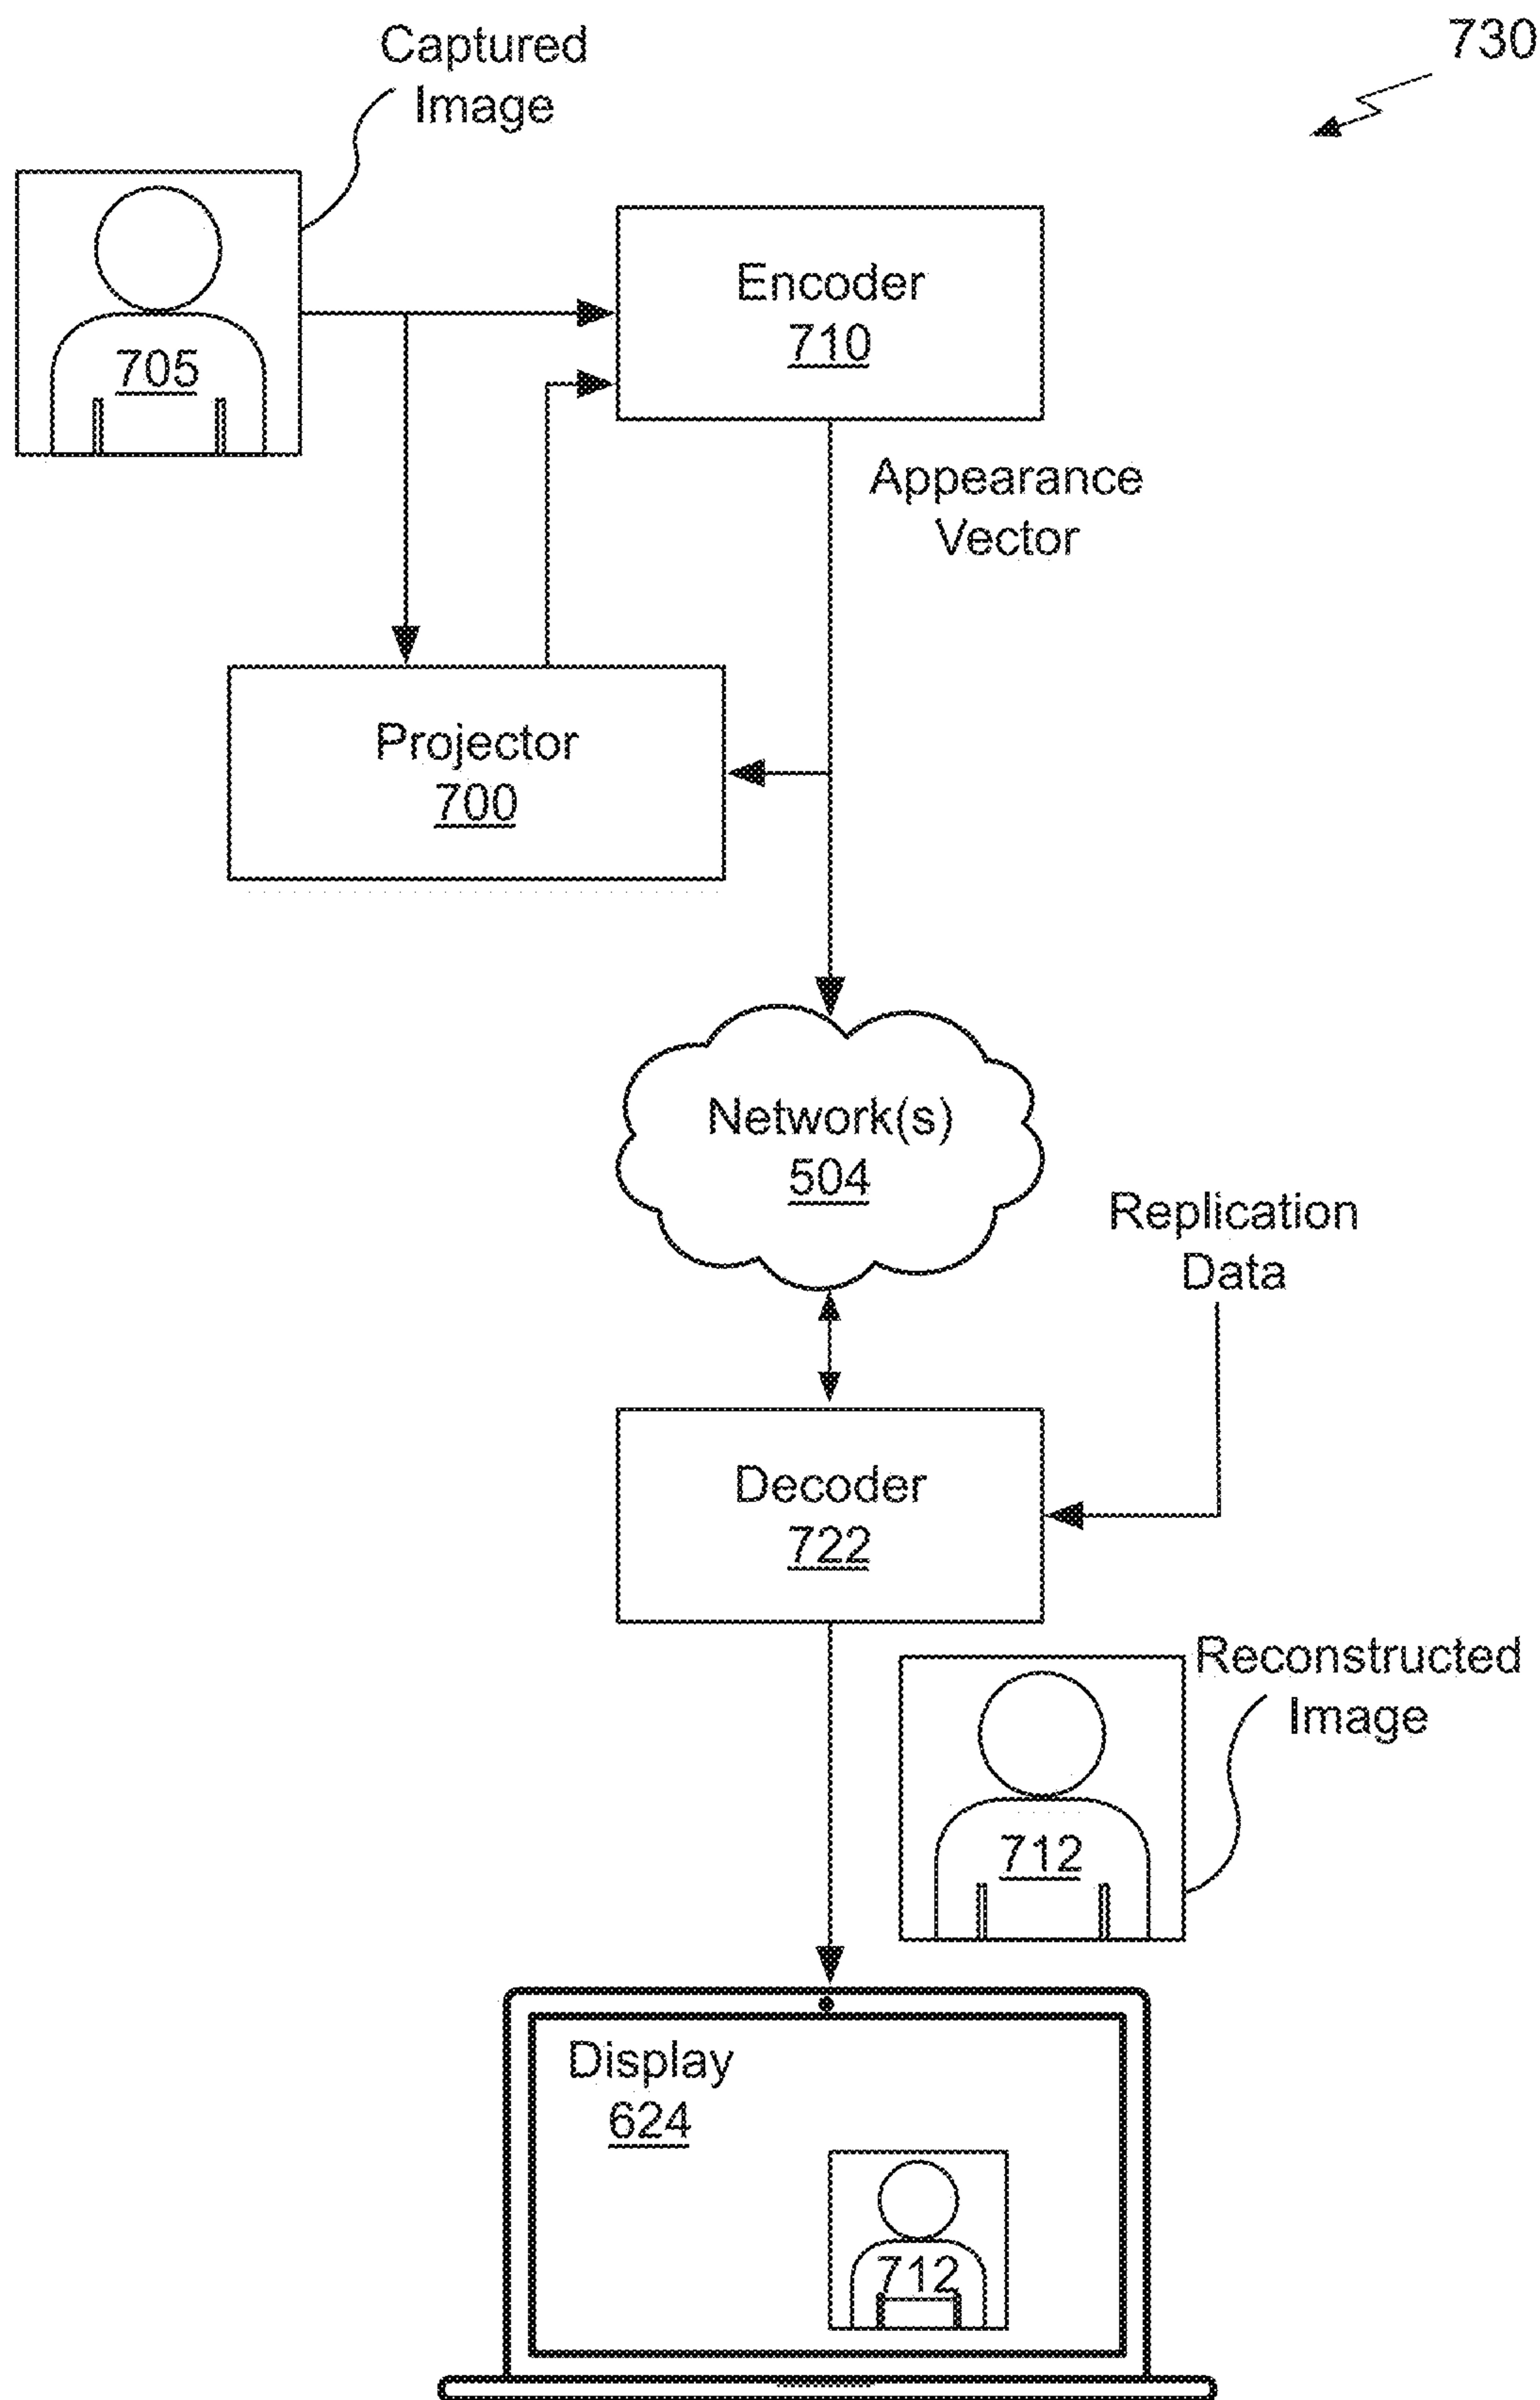 730
Captured
Image
705
Encoder
710
Appearance
Vector
Projector
700
Network(s)
504
Replication
Data
Decoder
722
Reconstructed
Image
712
Display
624
712